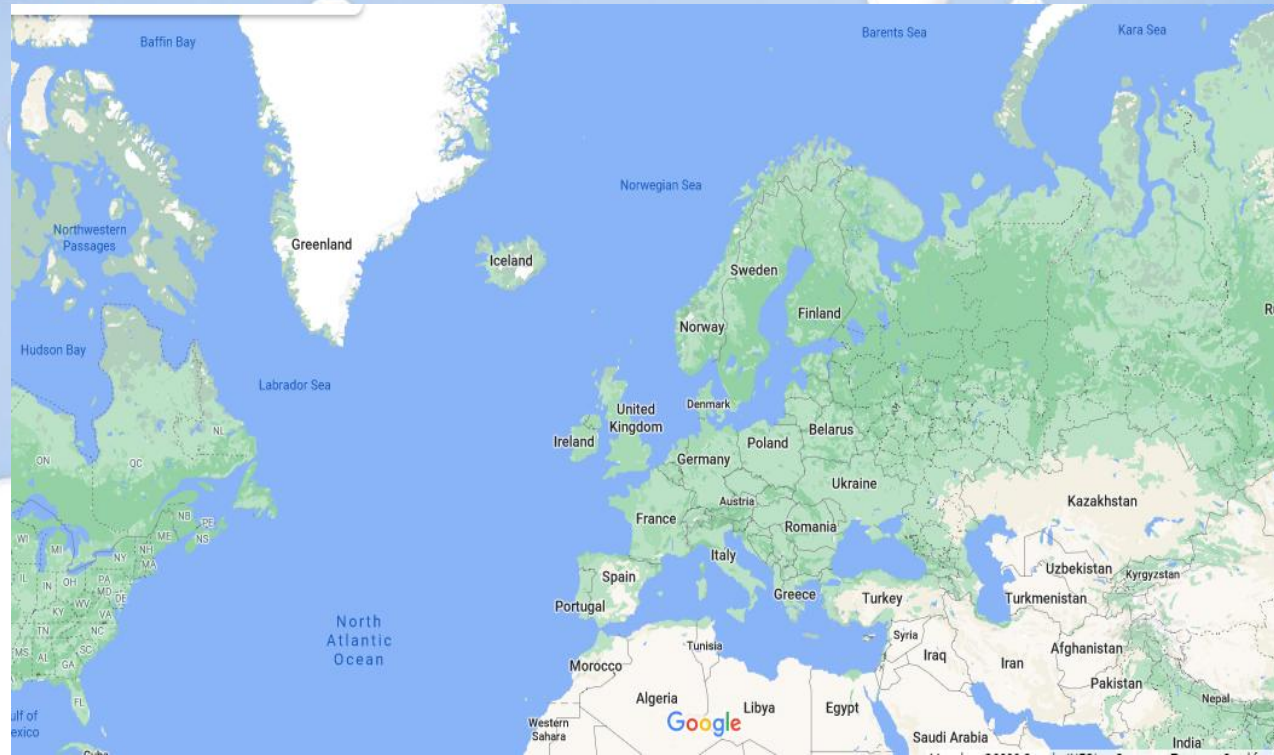 Baffin Bay
Barents Sea
Kara Sea
Norwegian Sea
Northwestern
Passages
Greenland
Iceland
Sweden
Finland
Norway
Hudson Bay
Labrador Sea
Denmark
United
Kingdom
Ireland
Belarus
Poland
Germany
NL
ON
QC
Ukraine
Austria
Kazakhstan
France
Romania
NB
PE
NS
ME
WI
MI
NY
NH
MA
Italy
Uzbekistan
Kyrgyzstan
Spain
IL
IN
OH
PA
MD
DE
Turkmenistan
Portugal
Greece
Turkey
KY
WV
VA
North
Atlantic
Ocean
TN
NC
Syria
Tunisia
Afghanistan
MS
AL
SC
GA
Iraq
Iran
Morocco
Pakistan
Algeria
Libya
Egypt
Nepal
FL
Google
Western
Sahara
Saudi Arabia
India